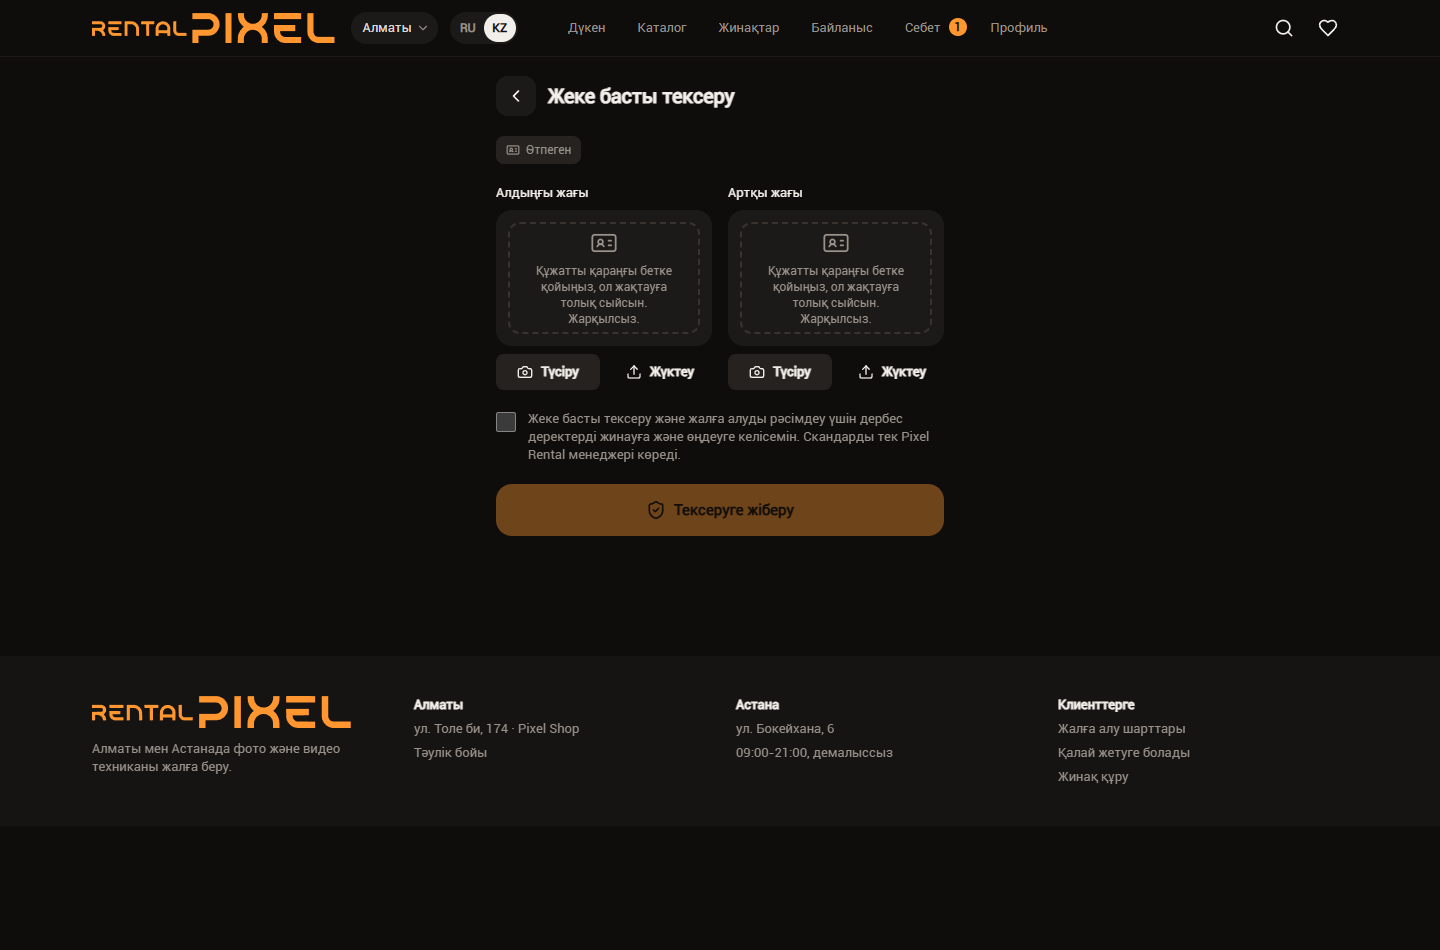 RENTAL PIXEL
Алматы
RU KZ
Дүкен
Каталог
Жинақтар
Байланыс
Себет 1
Профиль
Жеке басты тексеру
Өтпеген
Алдыңғы жағы
Құжатты қараңғы бетке
қойыңыз, ол жақтауға
толық сыйсын.
Жарқылсыз.
Түсіру
Жүктеу
Артқы жағы
Құжатты қараңғы бетке
қойыңыз, ол жақтауға
толық сыйсын.
Жарқылсыз.
Түсіру
Жүктеу
Жеке басты тексеру және жалға алуды рәсімдеу үшін дербес
деректерді жинауға және өңдеуге келісемін. Скандарды тек Pixel
Rental менеджері көреді.
Тексеруге жіберу
RENTAL PIXEL
Алматы мен Астанада фото және видео
техниканы жалға беру.
Алматы
ул. Толе би, 174 · Pixel Shop
Тәулік бойы
Астана
ул. Бокейхана, 6
09:00-21:00, демалыссыз
Клиенттерге
Жалға алу шарттары
Қалай жетуге болады
Жинақ құру